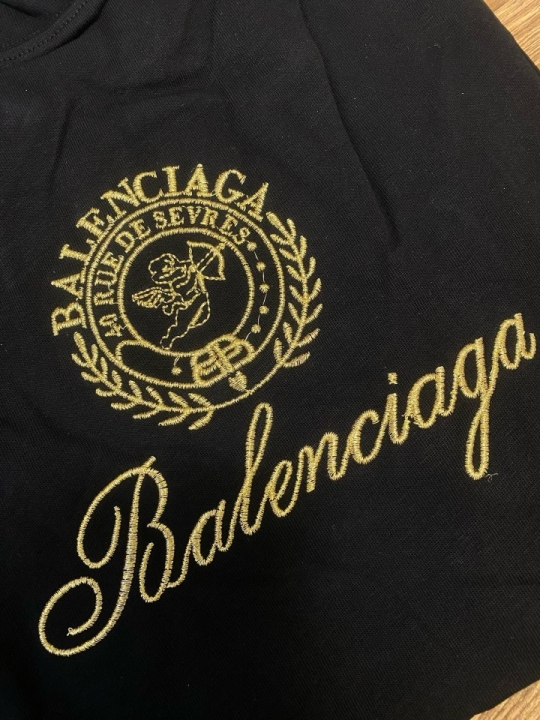 BALENCIAGA
40 RUE DE SEVRES
BB
Balenciaga